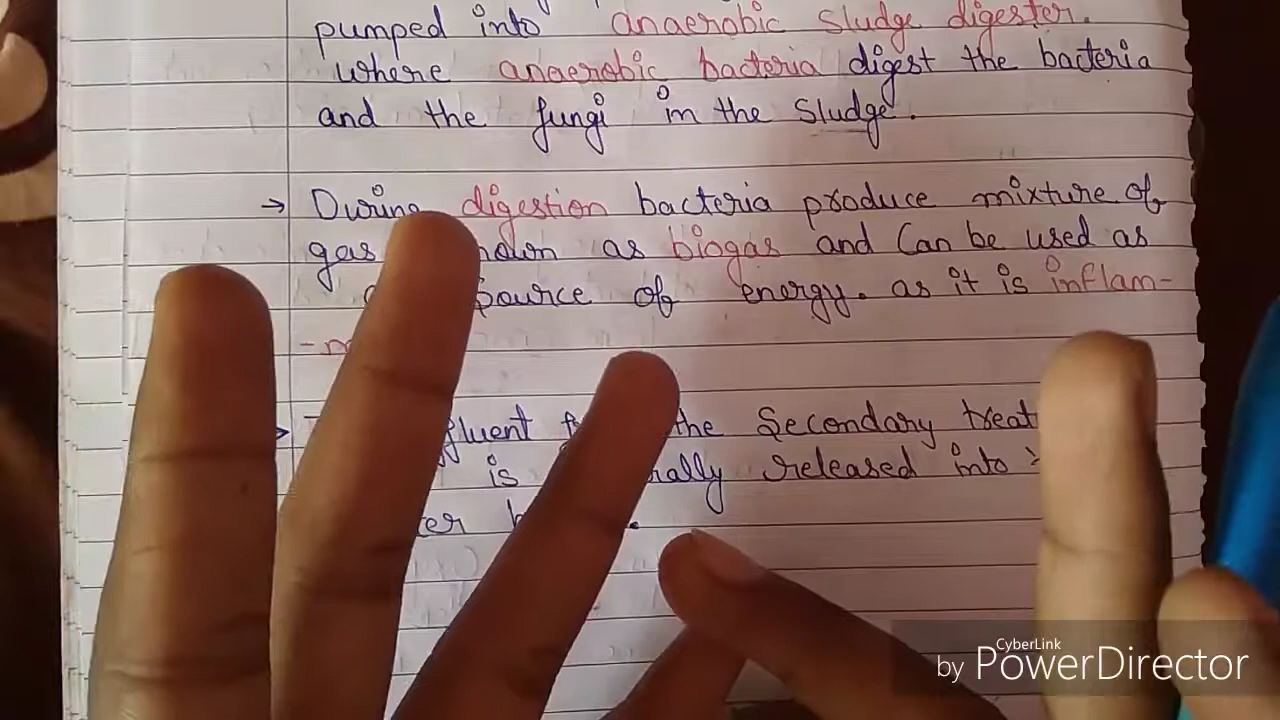 pumped into anaerobic sludge digester.
where anaerobic bacteria digest the bacteria
and the fungi in the sludge.
→ During digestion bacteria produce mixture of
gas as biogas and Can be used as
source of energy. as it is inflam-
the Secondary treat
is released into
CyberLink
by PowerDirector